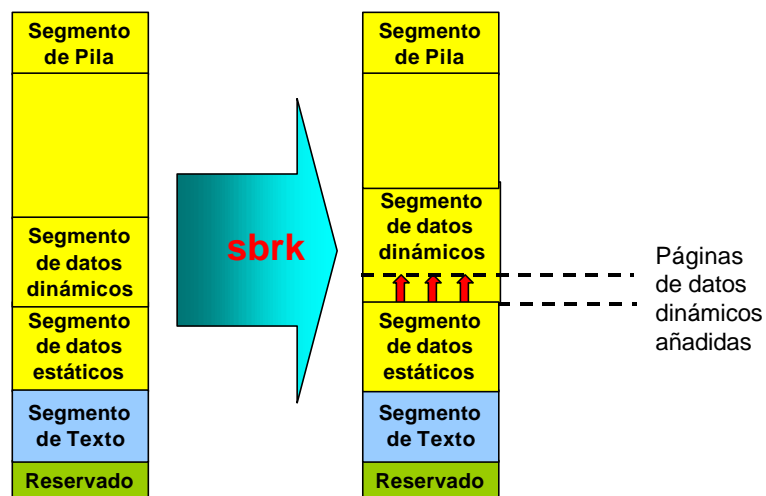 Segmento
de Pila
Segmento
de datos
dinámicos
Segmento
de datos
estáticos
Segmento
de Texto
Reservado
sbrk
Segmento
de Pila
Segmento
de datos
dinámicos
Segmento
de datos
estáticos
Segmento
de Texto
Reservado
Páginas
de datos
dinámicos
añadidas